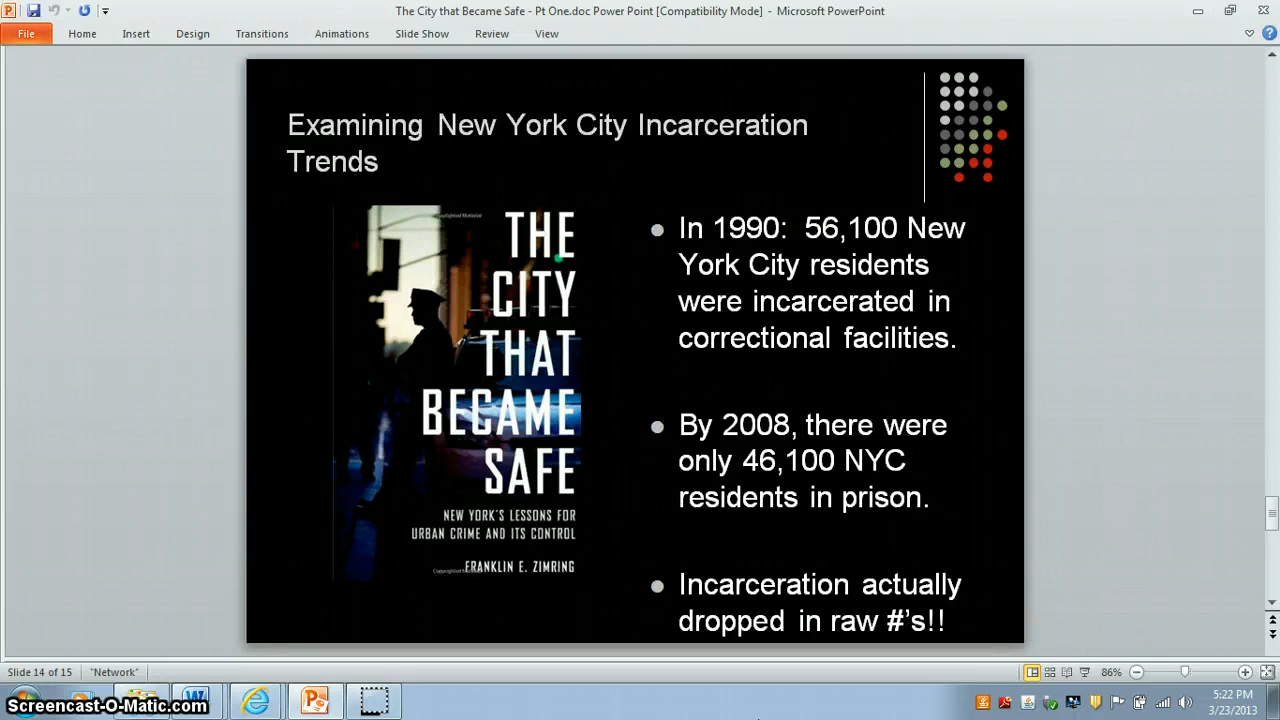 The City that Became Safe - Pt One.doc Power Point [Compatibility Mode] - Microsoft PowerPoint
File Home Insert Design Transitions Animations Slide Show Review View
Examining New York City Incarceration
Trends
THE
CITY
THAT
BECAME
SAFE
NEW YORK'S LESSONS FOR
URBAN CRIME AND ITS CONTROL
FRANKLIN E. ZIMRING
In 1990: 56,100 New
York City residents
were incarcerated in
correctional facilities.
By 2008, there were
only 46,100 NYC
residents in prison.
Incarceration actually
dropped in raw #'s!!
Slide 14 of 15 "Network" 86%
Screencast-O-Matic.com
5:22 PM
3/23/2013